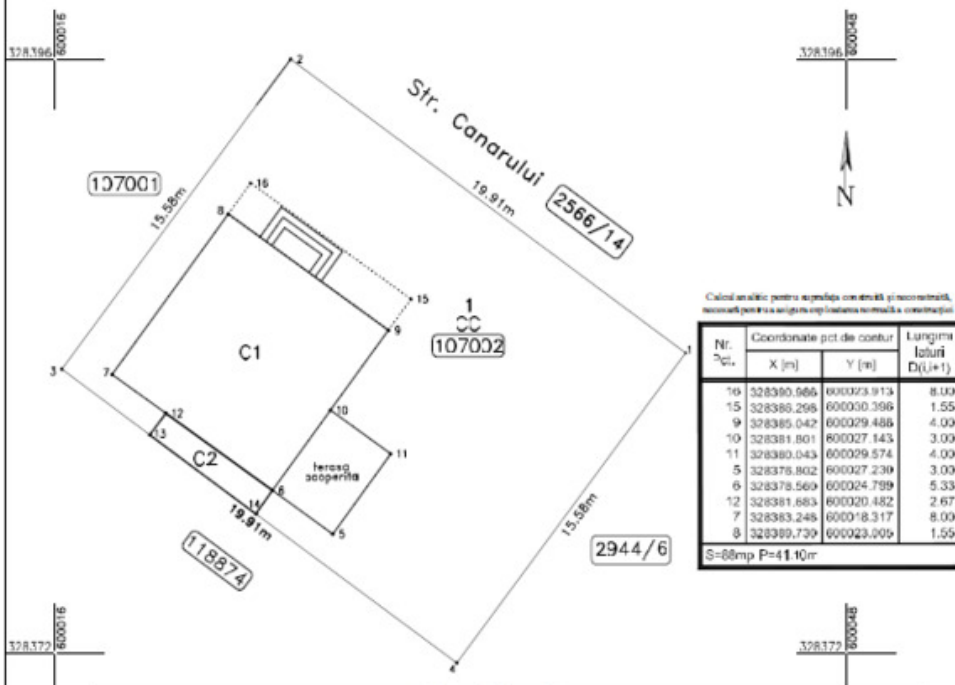 600016
600048
328396
328396
2
Str. Canarului
2566/14
19.91m
107001
15.58m
16
8
15
N
1
CC
107002
9
1
C1
3
7
12
10
13
C2
11
6
14
5
19.91m
15.58m
118874
2944/6
4
Nr.
Coordonate pct.de contur
Lungimi
laturi
D(i,i+1)
X [m]
Y [m]
16 328390.986 600023.913 8.00
15 328386.298 600030.396 1.55
9 328385.042 600029.488 4.00
10 328381.801 600027.143 3.00
11 328380.043 600029.574 4.00
5 328376.802 600027.230 3.00
6 328378.560 600024.799 5.33
12 328381.683 600020.482 2.67
7 328383.246 600018.317 8.00
8 328389.730 600023.005 1.55
S=88mp P=41.10m
328372
600016
328372
600048